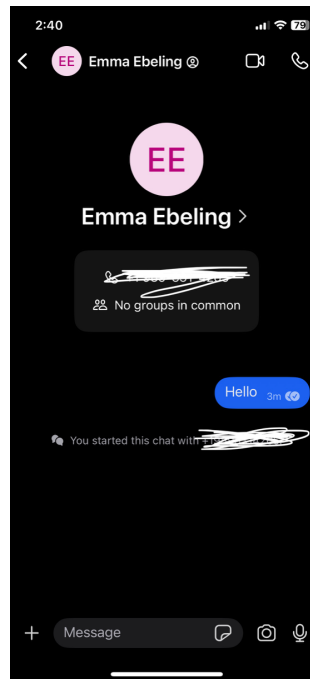 2:40
79
EE Emma Ebeling
EE
Emma Ebeling
No groups in common
Hello 3m
You started this chat with
Message